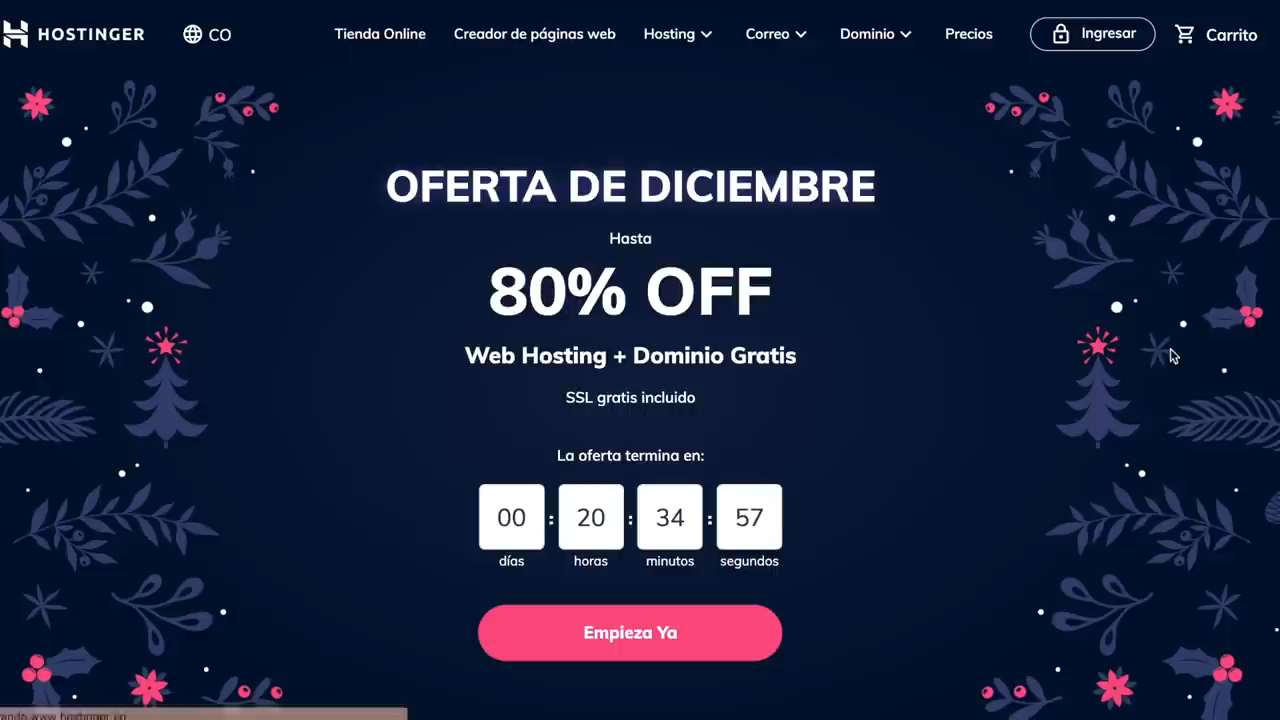 HOSTINGER
CO
Tienda Online
Creador de páginas web
Hosting
Correo
Dominio
Precios
Ingresar
Carrito
OFERTA DE DICIEMBRE
Hasta
80% OFF
Web Hosting + Dominio Gratis
SSL gratis incluido
La oferta termina en:
00 : 20 : 34 : 57
días horas minutos segundos
Empieza Ya